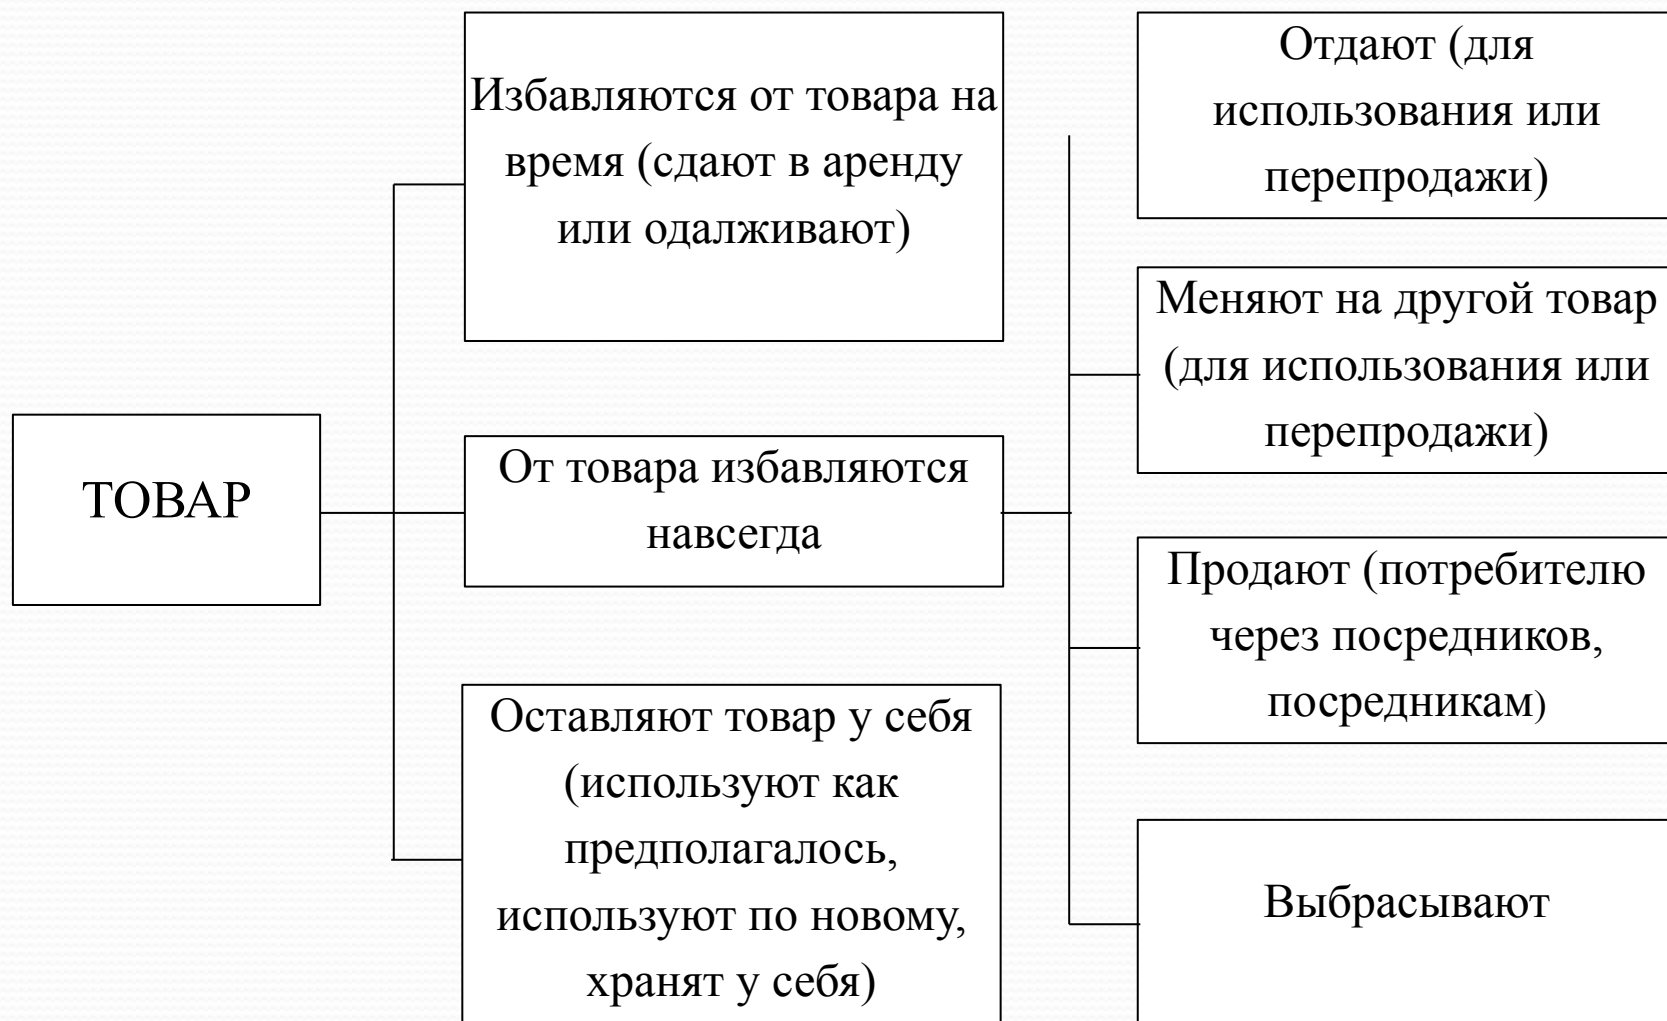 ТОВАР
Избавляются от товара на
время (сдают в аренду
или одалживают)
От товара избавляются
навсегда
Оставляют товар у себя
(используют как
предполагалось,
используют по новому,
хранят у себя)
Отдают (для
использования или
перепродажи)
Меняют на другой товар
(для использования или
перепродажи)
Продают (потребителю
через посредников,
посредникам)
Выбрасывают